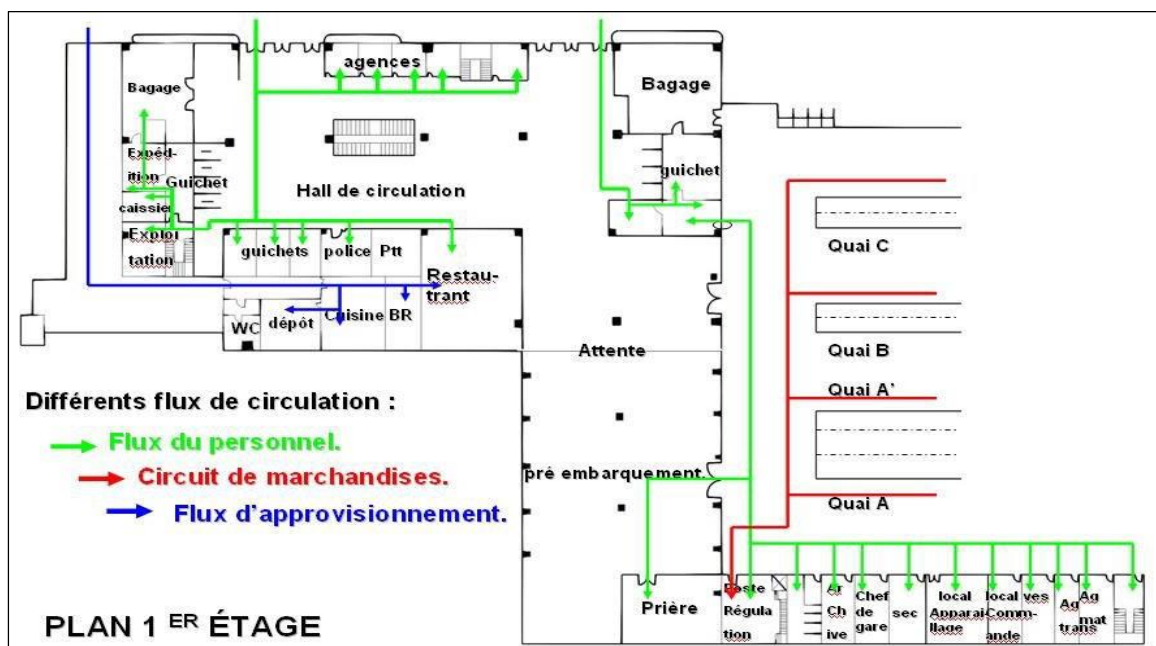 agences
Bagage
Bagage
Expéd-
ition
Guichet
guichet
Hall de circulation
caissier
Exploi
tation
guichets
police
Ptt
Restau-
trant
Cuisine BR
dépôt
WC
Quai C
Quai B
Attente
Quai A’
Différents flux de circulation :
Flux du personnel.
Circuit de marchandises.
Flux d’approvisionnement.
pré embarquement.
Quai A
Prière
Poste
Régula
tion
Ar
Ch
ive
Chef
de
gare
sec
local
Apparai-
llage
local
Comm-
ande
ves
Ag
trans
Ag
mat
PLAN 1 ER ÉTAGE